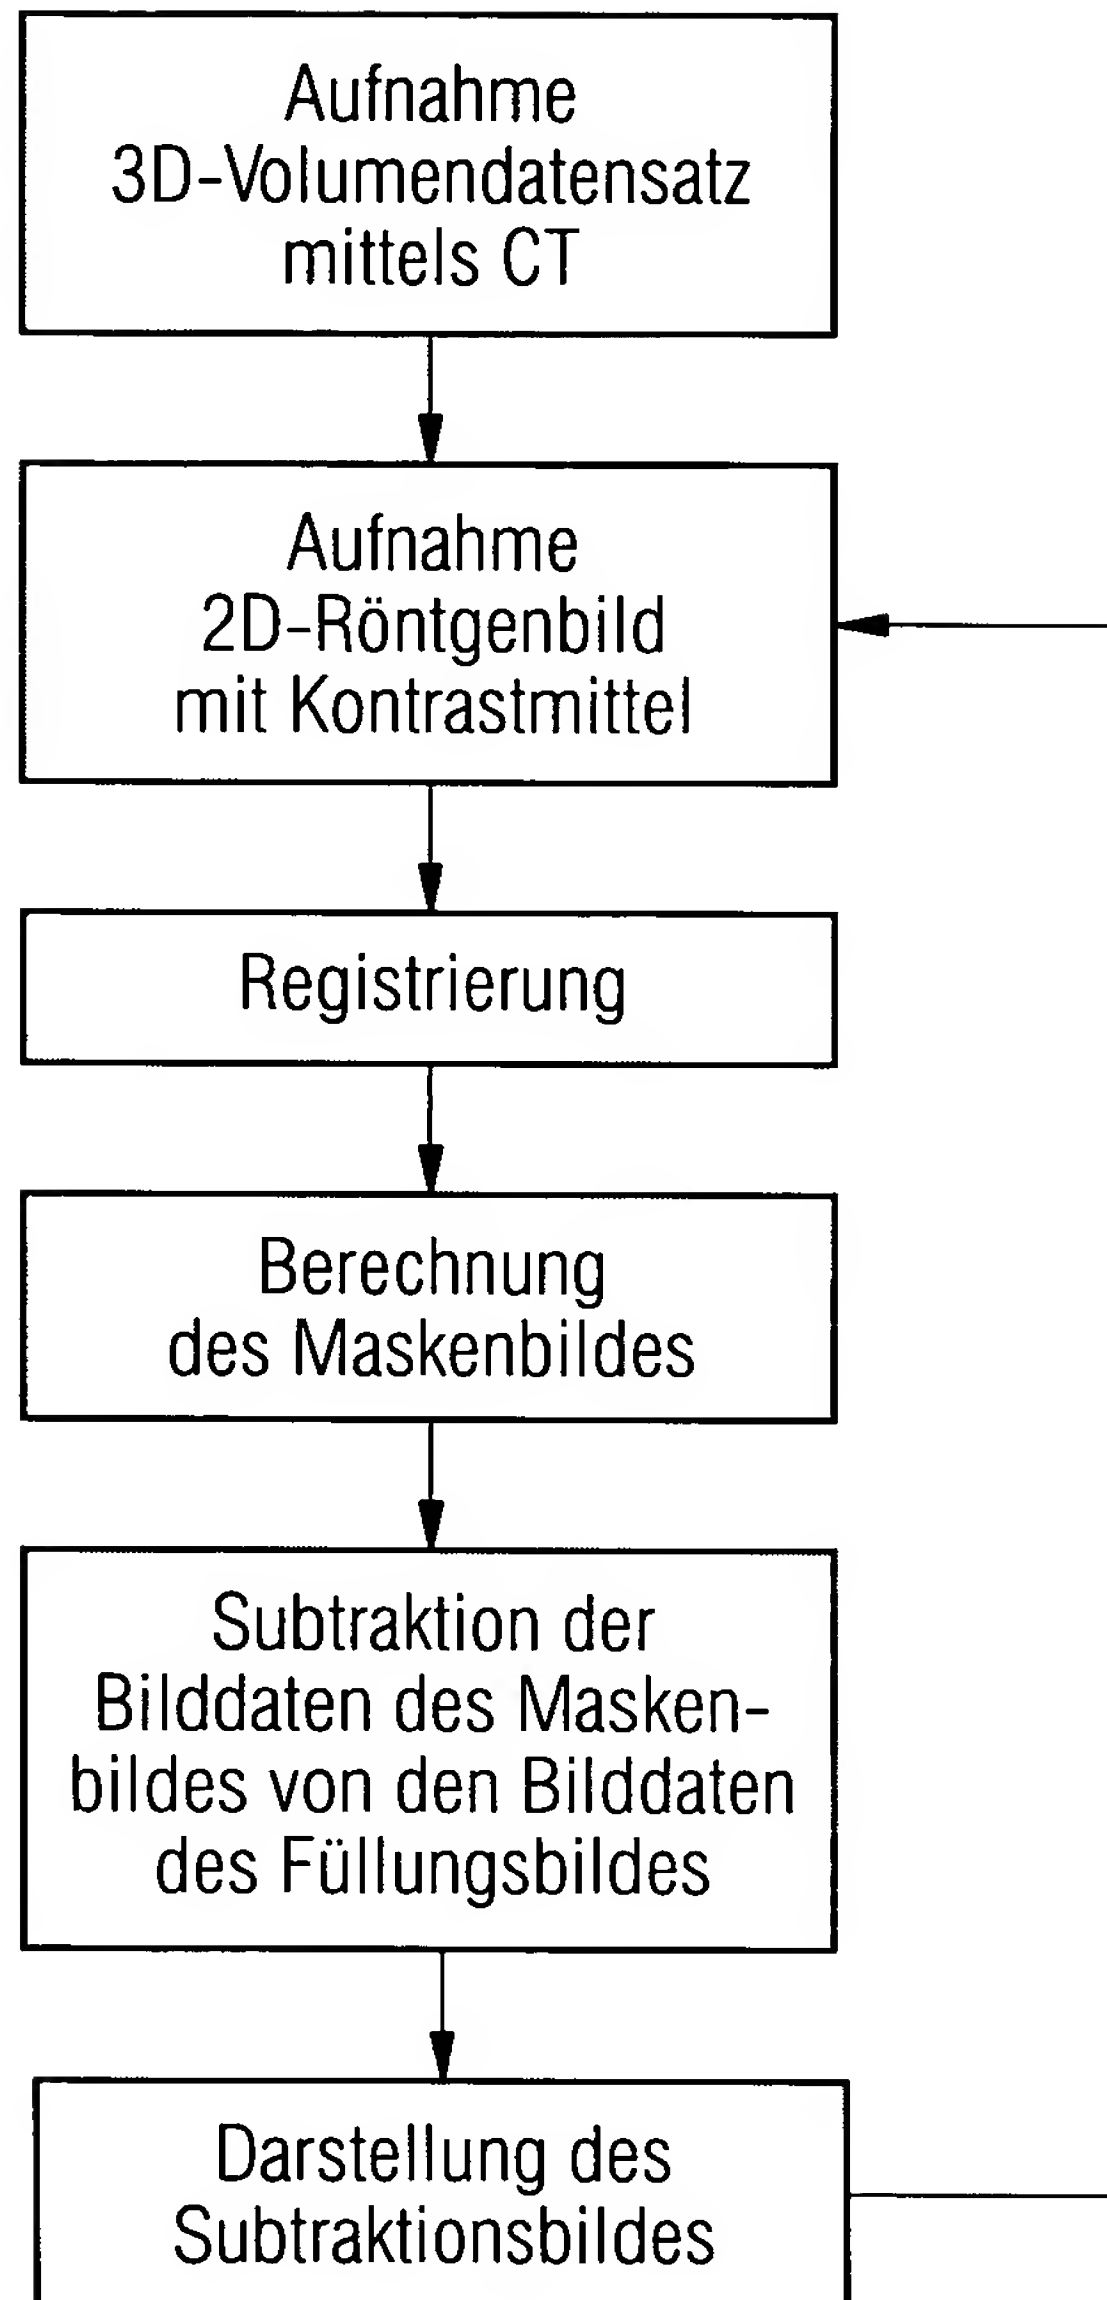 Aufnahme
3D-Volumendatensatz
mittels CT
Aufnahme
2D-Röntgenbild
mit Kontrastmittel
Registrierung
Berechnung
des Maskenbildes
Subtraktion der
Bilddaten des Masken-
bildes von den Bilddaten
des Füllungsbildes
Darstellung des
Subtraktionsbildes